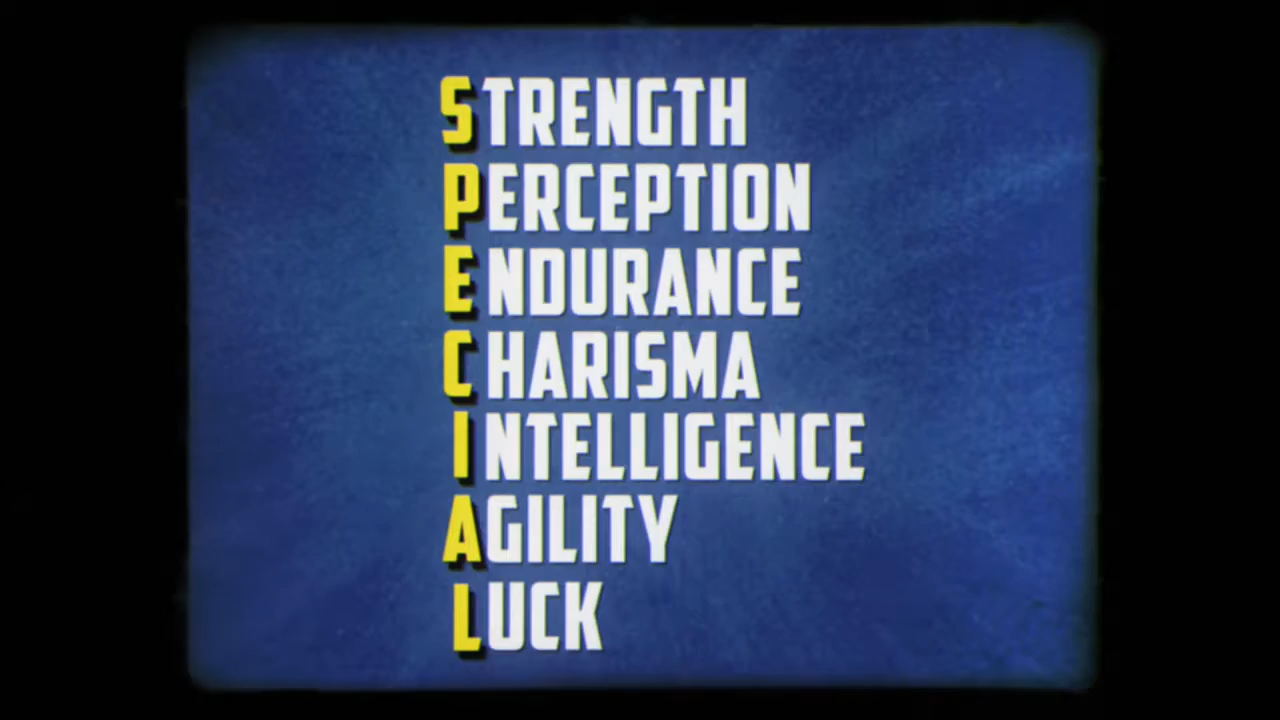 STRENGTH
PERCEPTION
ENDURANCE
CHARISMA
INTELLIGENCE
AGILITY
LUCK